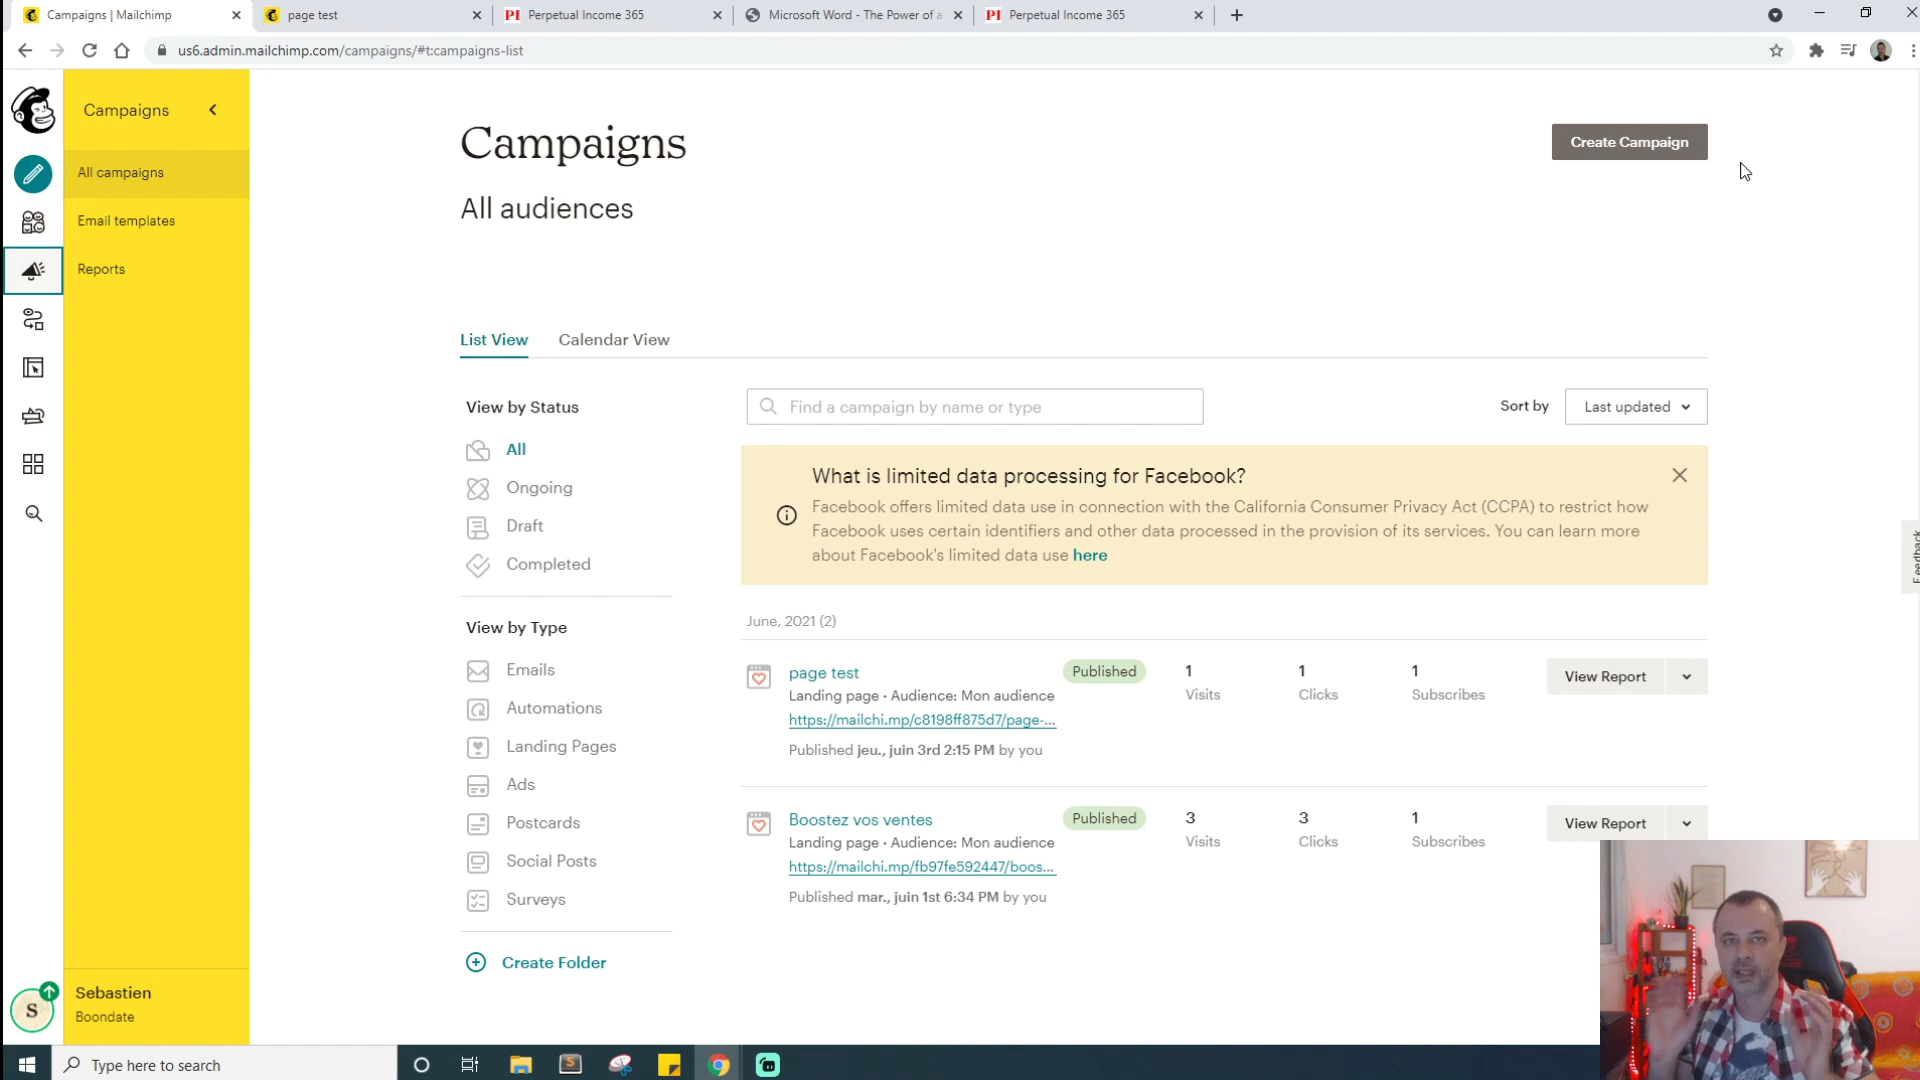 Campaigns | Mailchimp
page test
PI Perpetual Income 365
Microsoft Word - The Power of a
PI Perpetual Income 365
us6.admin.mailchimp.com/campaigns/#t:campaigns-list
Campaigns
All campaigns
Email templates
Reports
Campaigns
Create Campaign
All audiences
List View
Calendar View
View by Status
All
Ongoing
Draft
Completed
View by Type
Emails
Automations
Landing Pages
Ads
Postcards
Social Posts
Surveys
Create Folder
Find a campaign by name or type
Sort by
Last updated
What is limited data processing for Facebook?
Facebook offers limited data use in connection with the California Consumer Privacy Act (CCPA) to restrict how
Facebook uses certain identifiers and other data processed in the provision of its services. You can learn more
about Facebook's limited data use here
June, 2021 (2)
page test
Published
1
Visits
1
Clicks
1
Subscribes
View Report
Landing page · Audience: Mon audience
https://mailchi.mp/c8198ff875d7/page-...
Published jeu., juin 3rd 2:15 PM by you
Boostez vos ventes
Published
3
Visits
3
Clicks
1
Subscribes
View Report
Landing page · Audience: Mon audience
https://mailchi.mp/fb97fe592447/boos...
Published mar., juin 1st 6:34 PM by you
Feedback
S
Sebastien
Boondate
Type here to search